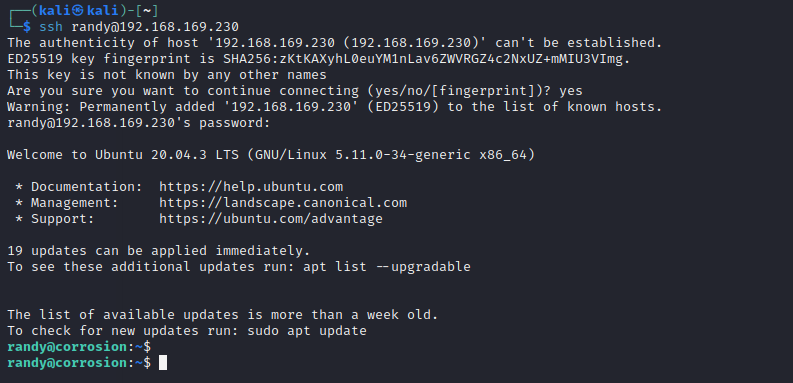 ┌──(kali㉿kali)-[~]
└─$ ssh randy@192.168.169.230
The authenticity of host '192.168.169.230 (192.168.169.230)' can't be established.
ED25519 key fingerprint is SHA256:zKtKAXyhL0euYM1nLav6ZWVRGZ4c2NxUZ+mMIU3VImg.
This key is not known by any other names
Are you sure you want to continue connecting (yes/no/[fingerprint])? yes
Warning: Permanently added '192.168.169.230' (ED25519) to the list of known hosts.
randy@192.168.169.230's password:
Welcome to Ubuntu 20.04.3 LTS (GNU/Linux 5.11.0-34-generic x86_64)
* Documentation:  https://help.ubuntu.com
* Management:     https://landscape.canonical.com
* Support:        https://ubuntu.com/advantage
19 updates can be applied immediately.
To see these additional updates run: apt list --upgradable
The list of available updates is more than a week old.
To check for new updates run: sudo apt update
randy@corrosion:~$
randy@corrosion:~$